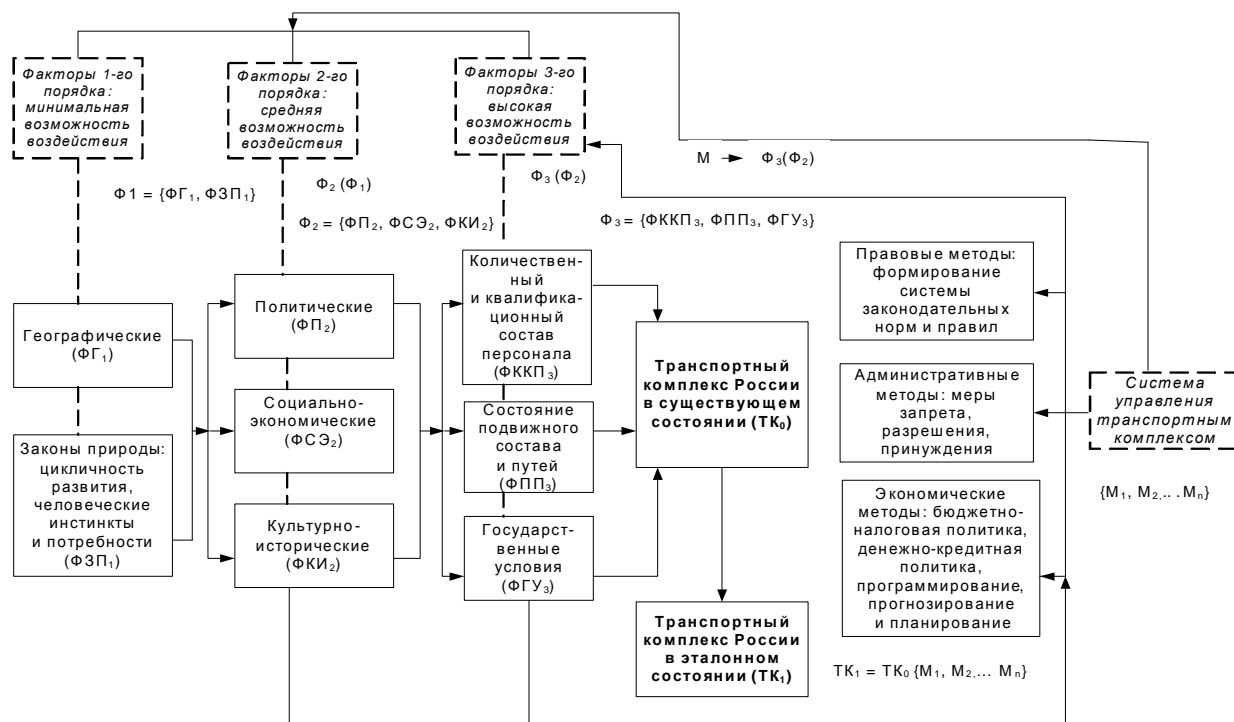 Факторы 1-го
порядка:
минимальная
возможность
воздействия
Факторы 2-го
порядка:
средняя
возможность
воздействия
Факторы 3-го
порядка:
высокая
возможность
воздействия
М → Ф₃(Ф₂)
Ф1 = {ФГ₁, ФЗП₁}
Ф₂ (Ф₁)
Ф₃ (Ф₂)
Ф₂ = {ФП₂, ФСЭ₂, ФКИ₂}
Ф₃ = {ФККП₃, ФПП₃, ФГУ₃}
Географические
(ФГ₁)
Законы природы:
цикличность
развития,
человеческие
инстинкты
и потребности
(ФЗП₁)
Политические
(ФП₂)
Социально-
экономические
(ФСЭ₂)
Культурно-
исторические
(ФКИ₂)
Количествен-
ный
и квалифика-
ционный
состав
персонала
(ФККП₃)
Состояние
подвижного
состава
и путей
(ФПП₃)
Государст-
венные
условия
(ФГУ₃)
Транспортный
комплекс России
в существующем
состоянии (ТК₀)
Транспортный
комплекс России
в эталонном
состоянии (ТК₁)
Правовые методы:
формирование
системы
законодательных
норм и правил
Административные
методы: меры
запрета,
разрешения,
принуждения
Экономические
методы: бюджетно-
налоговая политика,
денежно-кредитная
политика,
программирование,
прогнозирование
и планирование
Система
управления
транспортным
комплексом
{М₁, М₂,.. . Мₙ}
ТК₁ = ТК₀ {М₁, М₂,... Мₙ}